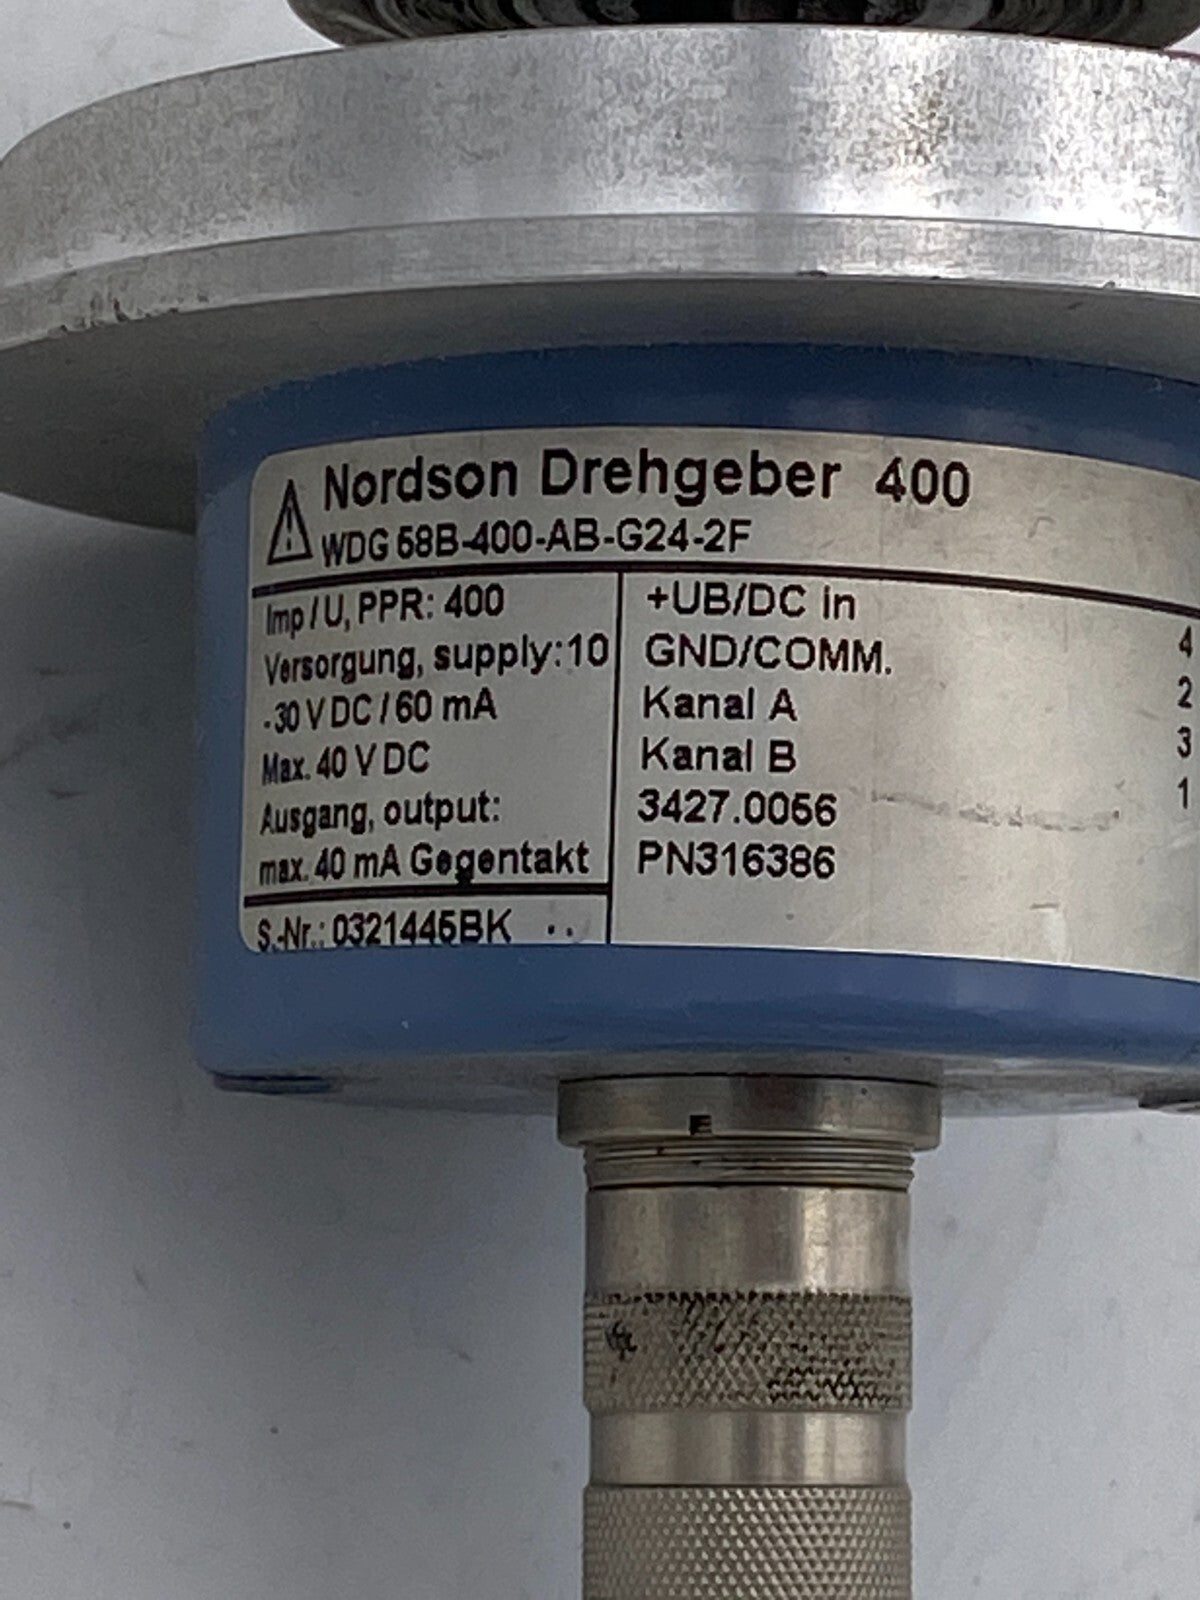 Nordson Drehgeber 400
WDG 58B-400-AB-G24-2F
Imp / U, PPR: 400
Versorgung, supply:10
-30 V DC / 60 mA
Max. 40 V DC
Ausgang, output:
max. 40 mA Gegentakt
S.-Nr.: 0321445BK
+UB/DC in 4
GND/COMM. 2
Kanal A 3
Kanal B 1
3427.0056
PN316386